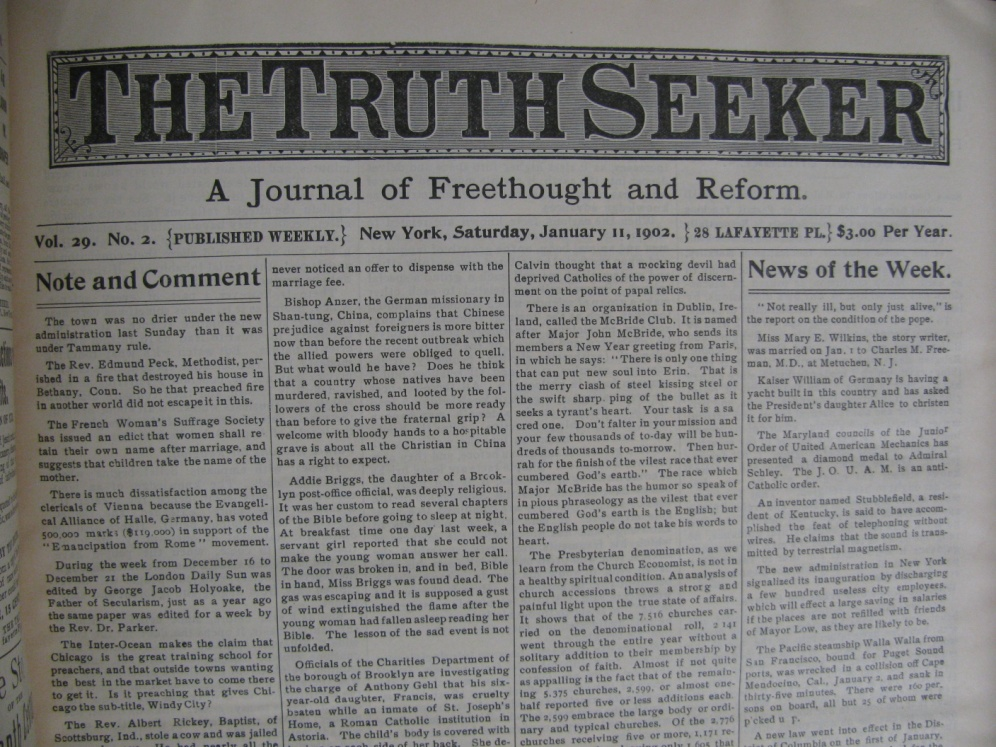 THE TRUTH SEEKER
A Journal of Freethought and Reform.
Vol. 29. No. 2. {PUBLISHED WEEKLY.} New York, Saturday, January 11, 1902. }28 LAFAYETTE PL.} $3.00 Per Year.
Note and Comment
The town was no drier under the new
administration last Sunday than it was
under Tammany rule.
The Rev. Edmund Peck, Methodist, per-
ished in a fire that destroyed his house in
Bethany, Conn. So he that preached fire
in another world did not escape it in this.
The French Woman's Suffrage Society
has issued an edict that women shall re
tain their own name after marriage, and
suggests that children take the name of the
mother.
There is much dissatisfaction among the
clericals of Vienna because the Evangeli-
cal Alliance of Halle, Germany, has voted
500,000 marks ($119,000) in support of the
"Emancipation from Rome" movement.
During the week from December 16 to
December 21 the London Daily Sun was
edited by George Jacob Holyoake, the
Father of Secularism, just as a year ago
the same paper was edited for a week by
the Rev. Dr. Parker.
The Inter-Ocean makes the claim that
Chicago is the great training school for
preachers, and that outside towns wanting
the best in the market have to come there
to get it. Is it preaching that gives Chi-
cago the sub-title, Windy City?
The Rev. Albert Rickey, Baptist, of
Scottsburg, Ind., stole a cow and was jailed
never noticed an offer to dispense with the
marriage fee.
Bishop Anzer, the German missionary in
Shan-tung, China, complains that Chinese
prejudice against foreigners is more bitter
now than before the recent outbreak which
the allied powers were obliged to quell.
But what would he have? Does he think
that a country whose natives have been
murdered, ravished, and looted by the fol-
lowers of the cross should be more ready
than before to give the fraternal grip? A
welcome with bloody hands to a hospitable
grave is about all the Christian in China
has a right to expect.
Addie Briggs, the daughter of a Brook-
lyn post-office official, was deeply religious.
It was her custom to read several chapters
of the Bible before going to sleep at night.
At breakfast time one day last week, a
servant girl reported that she could not
make the young woman answer her call.
The door was broken in, and in bed, Bible
in hand, Miss Briggs was found dead. The
gas was escaping and it is supposed a gust
of wind extinguished the flame after the
young woman had fallen asleep reading her
Bible. The lesson of the sad event is not
unfolded.
Officials of the Charities Department of
the borough of Brooklyn are investigating
the charge of Anthony Gebl that his six-
year-old daughter, Francis, was cruelly
beaten while an inmate of St. Joseph's
Home, a Roman Catholic institution in
Astoria. The child's body is covered with
each side of her back. She de-
Calvin thought that a mocking devil had
deprived Catholics of the power of discern-
ment on the point of papal relics.
There is an organisation in Dublin, Ire-
land, called the McBride Club. It is named
after Major John McBride, who sends its
members a New Year greeting from Paris,
in which he says: "There is only one thing
that can put new soul into Erin. That is
the merry clash of steel kissing steel or
the swift sharp ping of the bullet as it
seeks a tyrant's heart. Your task is a sa
cred one. Don't falter in your mission and
your few thousands of to-day will be hun-
dreds of thousands to-morrow. Then hur-
rah for the finish of the vilest race that ever
cumbered God's earth." The race which
Major McBride has the humor so speak of
in pious phraseology as the vilest that ever
cumbered God's earth is the English; but
the English people do not take his words to
heart.
The Presbyterian denomination, as we
learn from the Church Economist, is not in
a healthy spiritual condition. An analysis of
church accessions throws a strong and
painful light upon the true state of affairs.
It shows that of the 7,516 churches car-
ried on the denominational roll, 2 141
went through the entire year without a
solitary addition to their membership by
confession of faith. Almost if not quite
as appalling is the fact that of the remain-
ing 5,375 churches, 2,599, or almost one-
half reported five or less additions each.
The 2,599 embrace the large body or ordi-
nary and typical churches. Of the 2,776
churches receiving five or more, 1,171 re-
News of the Week.
"Not really ill, but only just alive," is
the report on the condition of the pope.
Miss Mary E. Wilkins, the story writer,
was married on Jan. 1 to Charles M. Free-
man, M.D., at Metuchen, N. J.
Kaiser William of Germany is having a
yacht built in this country and has asked
the President's daughter Alice to christen
it for him.
The Maryland councils of the Junior
Order of United American Mechanics has
presented a diamond medal to Admiral
Schley. The J. O. U. A. M. is an anti-
Catholic order.
An inventor named Stubblefield, a resi-
dent of Kentucky, is said to have accom-
plished the feat of telephoning without
wires. He claims that the sound is trans-
mitted by terrestrial magnetism.
The new administration in New York
signalised its inauguration by discharging
a few hundred useless city employees,
which will effect a large saving in salaries
if the places are not refilled with friends
of Mayor Low, as they are likely to be.
The Pacific steamship Walla Walla from
San Francisco, bound for Puget Sound
ports, was wrecked in a collision off Cape
Mendocino, Cal., January 2, and sank in
thirty-five minutes. There were 160 per-
sons on board, all but 25 of whom were
picked up.
A new law went into effect in the Dis-
of Columbia on the first of January,